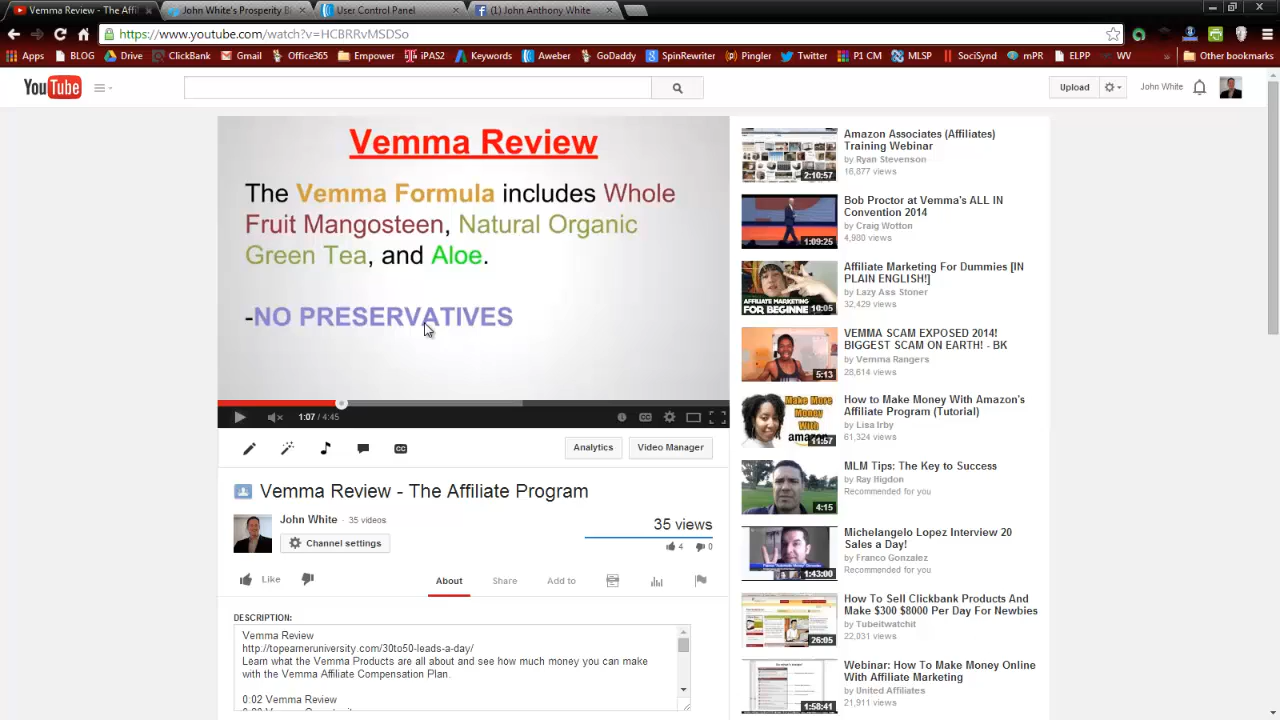 Vemma Review - The Affi
John White's Prosperity B
User Control Panel
(1) John Anthony White
https://www.youtube.com/watch?v=HCBRRvMSDSo
Apps
BLOG
Drive
ClickBank
Gmail
Office365
Empower
iPAS2
Keywords
Aweber
GoDaddy
SpinRewriter
Pingler
Twitter
P1 CM
MLSP
SociSynd
mPR
ELPP
WV
Other bookmarks
YouTube
Upload
John White
Vemma Review
The Vemma Formula includes Whole
Fruit Mangosteen, Natural Organic
Green Tea, and Aloe.
-NO PRESERVATIVES
1:07 / 4:45
Analytics
Video Manager
Vemma Review - The Affiliate Program
John White · 35 videos
Channel settings
35 views
4 0
Like
About
Share
Add to
DESCRIPTION:
Vemma Review
Learn what the Vemma Products are all about and see how much money you can make
with the Vemma Affiliate Compensation Plan.
0:02 Vemma Review
Amazon Associates (Affiliates)
Training Webinar
by Ryan Stevenson
16,877 views
2:10:57
Bob Proctor at Vemma's ALL IN
Convention 2014
by Craig Wotton
4,980 views
1:09:25
Affiliate Marketing For Dummies [IN
PLAIN ENGLISH!]
by Lazy Ass Stoner
32,429 views
AFFILIATE MARKETING
FOR BEGINNE
10:05
VEMMA SCAM EXPOSED 2014!
BIGGEST SCAM ON EARTH! - BK
by Vemma Rangers
28,614 views
5:13
How to Make Money With Amazon's
Affiliate Program (Tutorial)
by Lisa Irby
61,324 views
Make More
Money
With
amazon
11:57
MLM Tips: The Key to Success
by Ray Higdon
Recommended for you
4:15
Michelangelo Lopez Interview 20
Sales a Day!
by Franco Gonzalez
Recommended for you
1:43:00
How To Sell Clickbank Products And
Make $300 $8000 Per Day For Newbies
by Tubeitwatchit
22,031 views
26:05
Webinar: How To Make Money Online
With Affiliate Marketing
by United Affiliates
21,911 views
1:58:41